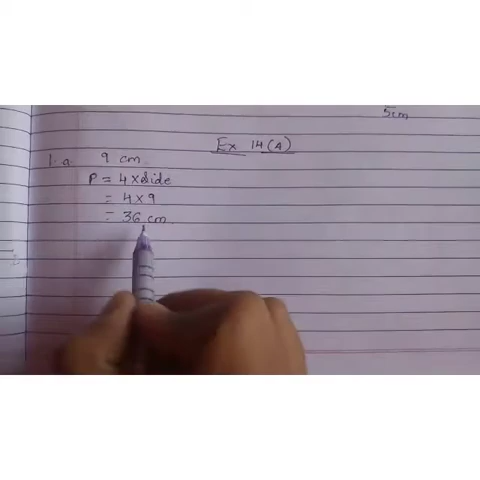 5cm
Ex 14 (A)
1. a 9 cm
P = 4 x side
= 4 x 9
= 36 cm